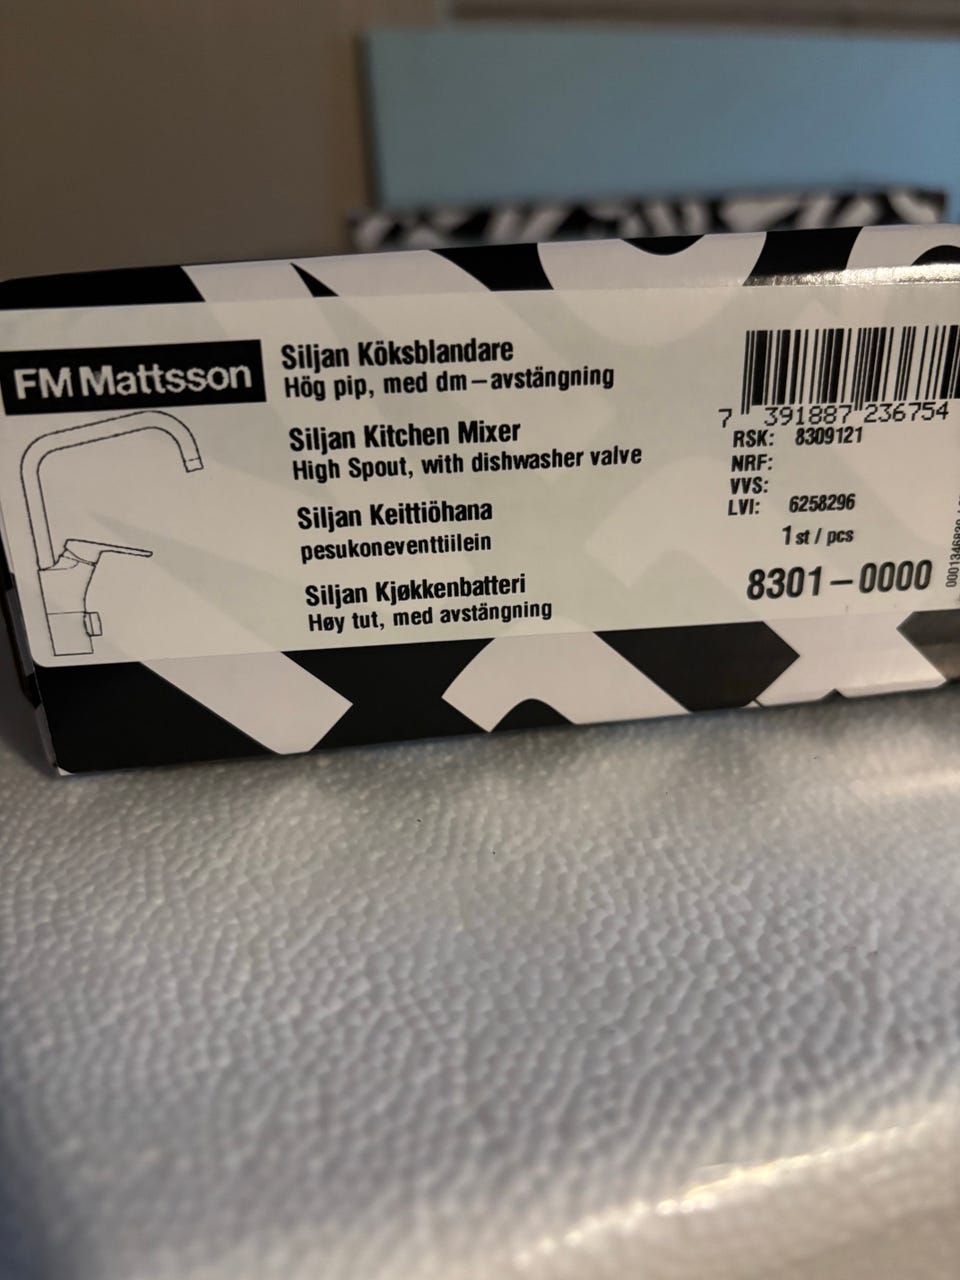 FM Mattsson
Siljan Köksblandare
Hög pip, med dm-avstängning
Siljan Kitchen Mixer
High Spout, with dishwasher valve
Siljan Keittiöhana
pesukoneventtiilein
Siljan Kjøkkenbatteri
Høy tut, med avstängning
7 391887 236754
RSK: 8309121
NRF:
VVS:
LVI: 6258296
1 st / pcs
8301-0000